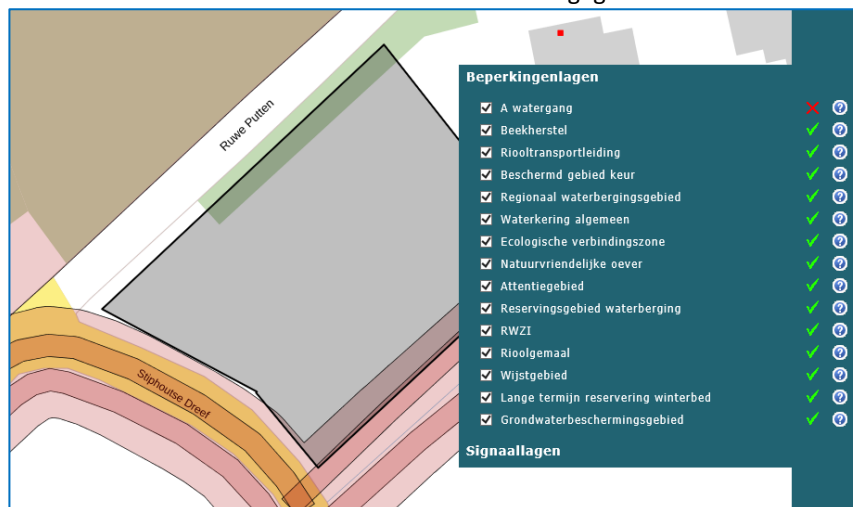 Ruwe Putten
Stiphoutse Dreef
Beperkingenlagen
A watergang
Beekherstel
Riooltransportleiding
Beschermd gebied keur
Regionaal waterbergingsgebied
Waterkering algemeen
Ecologische verbindingszone
Natuurvriendelijke oever
Attentiegebied
Reservingsgebied waterberging
RWZI
Rioolgemaal
Wijstgebied
Lange termijn reservering winterbed
Grondwaterbeschermingsgebied
Signaallagen